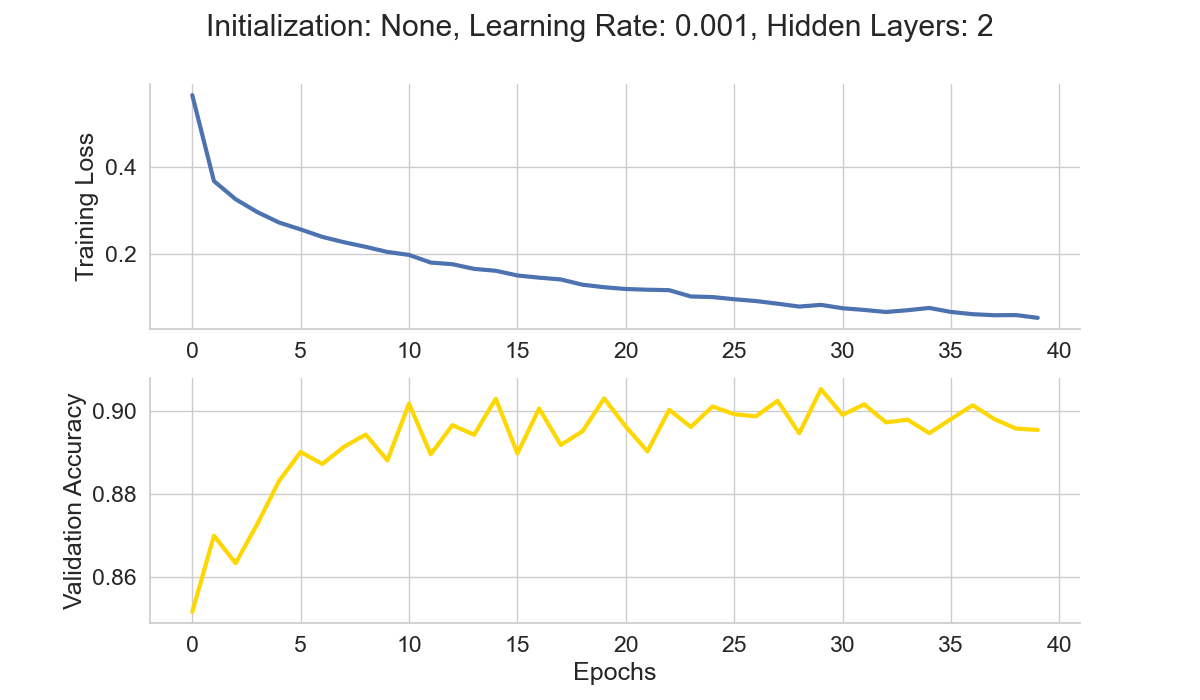 Initialization: None, Learning Rate: 0.001, Hidden Layers: 2
Training Loss
0.4
0.2
0 5 10 15 20 25 30 35 40
Validation Accuracy
0.90
0.88
0.86
0 5 10 15 20 25 30 35 40
Epochs